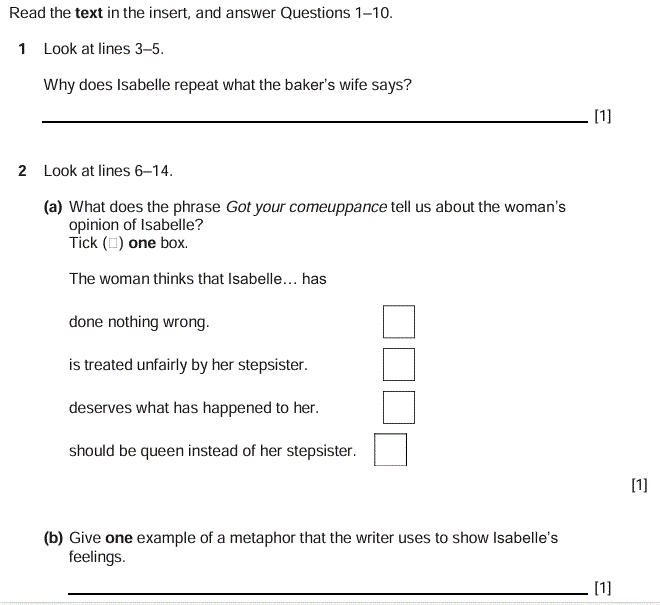 Read the text in the insert, and answer Questions 1–10.
1 Look at lines 3–5.
Why does Isabelle repeat what the baker's wife says?
[1]
2 Look at lines 6–14.
(a) What does the phrase Got your comeuppance tell us about the woman's
opinion of Isabelle?
Tick (□) one box.
The woman thinks that Isabelle… has
done nothing wrong.
is treated unfairly by her stepsister.
deserves what has happened to her.
should be queen instead of her stepsister.
[1]
(b) Give one example of a metaphor that the writer uses to show Isabelle's
feelings.
[1]